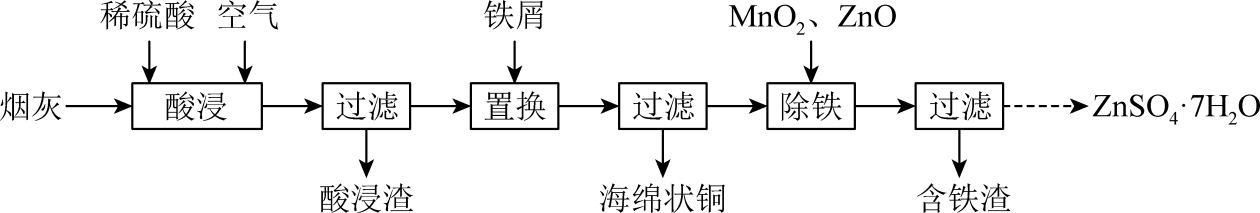 稀硫酸 空气 铁屑 MnO₂、ZnO
烟灰 酸浸 过滤 置换 过滤 除铁 过滤 ZnSO₄·7H₂O
酸浸渣 海绵状铜 含铁渣